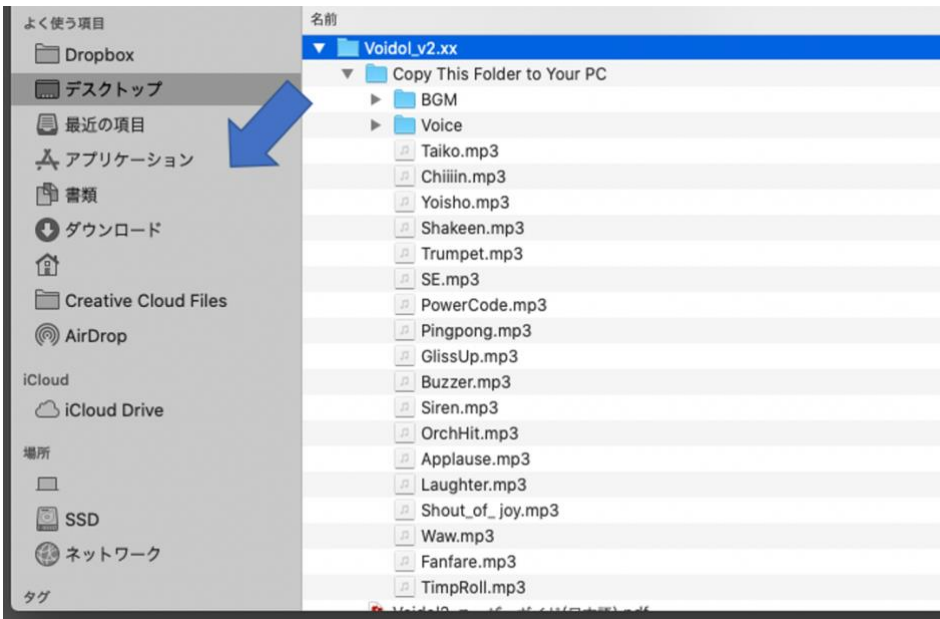 よく使う項目
Dropbox
デスクトップ
最近の項目
アプリケーション
書類
ダウンロード
Creative Cloud Files
AirDrop
iCloud
iCloud Drive
場所
SSD
ネットワーク
タグ
名前
Voidol_v2.xx
Copy This Folder to Your PC
BGM
Voice
Taiko.mp3
Chiiiin.mp3
Yoisho.mp3
Shakeen.mp3
Trumpet.mp3
SE.mp3
PowerCode.mp3
Pingpong.mp3
GlissUp.mp3
Buzzer.mp3
Siren.mp3
OrchHit.mp3
Applause.mp3
Laughter.mp3
Shout_of_ joy.mp3
Waw.mp3
Fanfare.mp3
TimpRoll.mp3